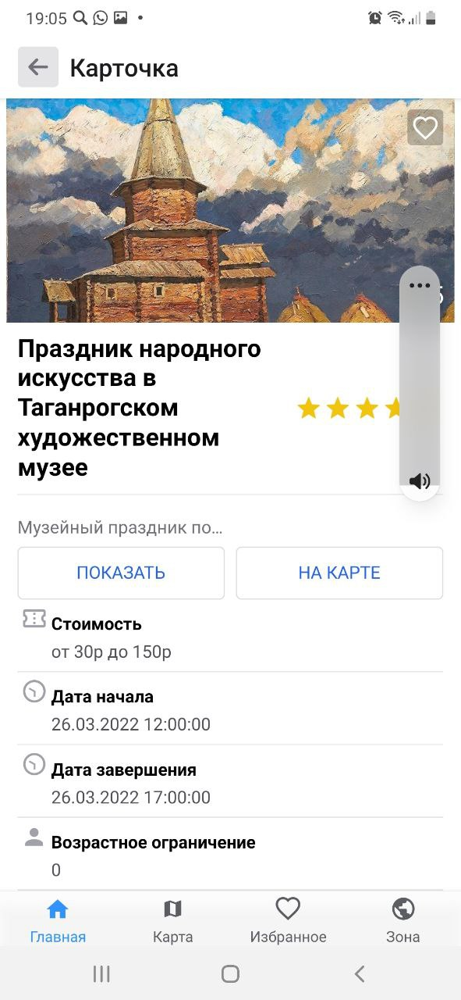 19:05
Карточка
Праздник народного
искусства в
Таганрогском
художественном
музее
Музейный праздник по...
ПОКАЗАТЬ
НА КАРТЕ
Стоимость
от 30р до 150р
Дата начала
26.03.2022 12:00:00
Дата завершения
26.03.2022 17:00:00
Возрастное ограничение
0
Главная
Карта
Избранное
Зона